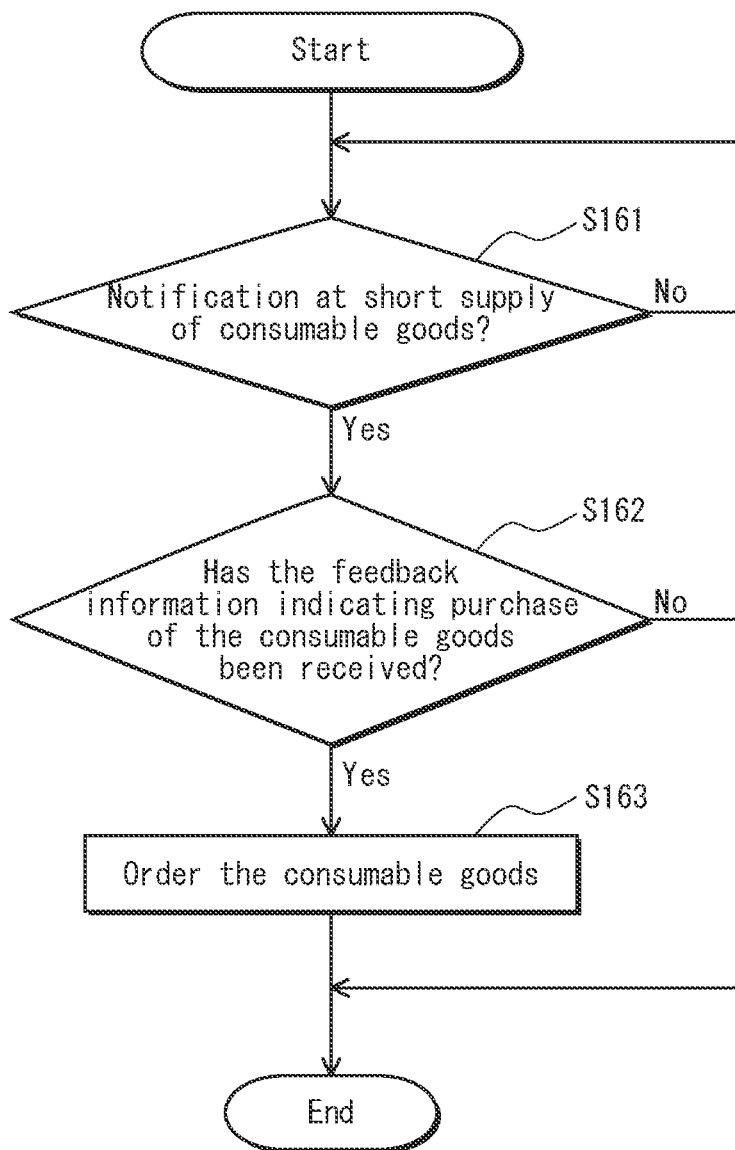 Start
S161
Notification at short supply
of consumable goods?
No
Yes
S162
Has the feedback
information indicating purchase
of the consumable goods
been received?
No
Yes
S163
Order the consumable goods
End